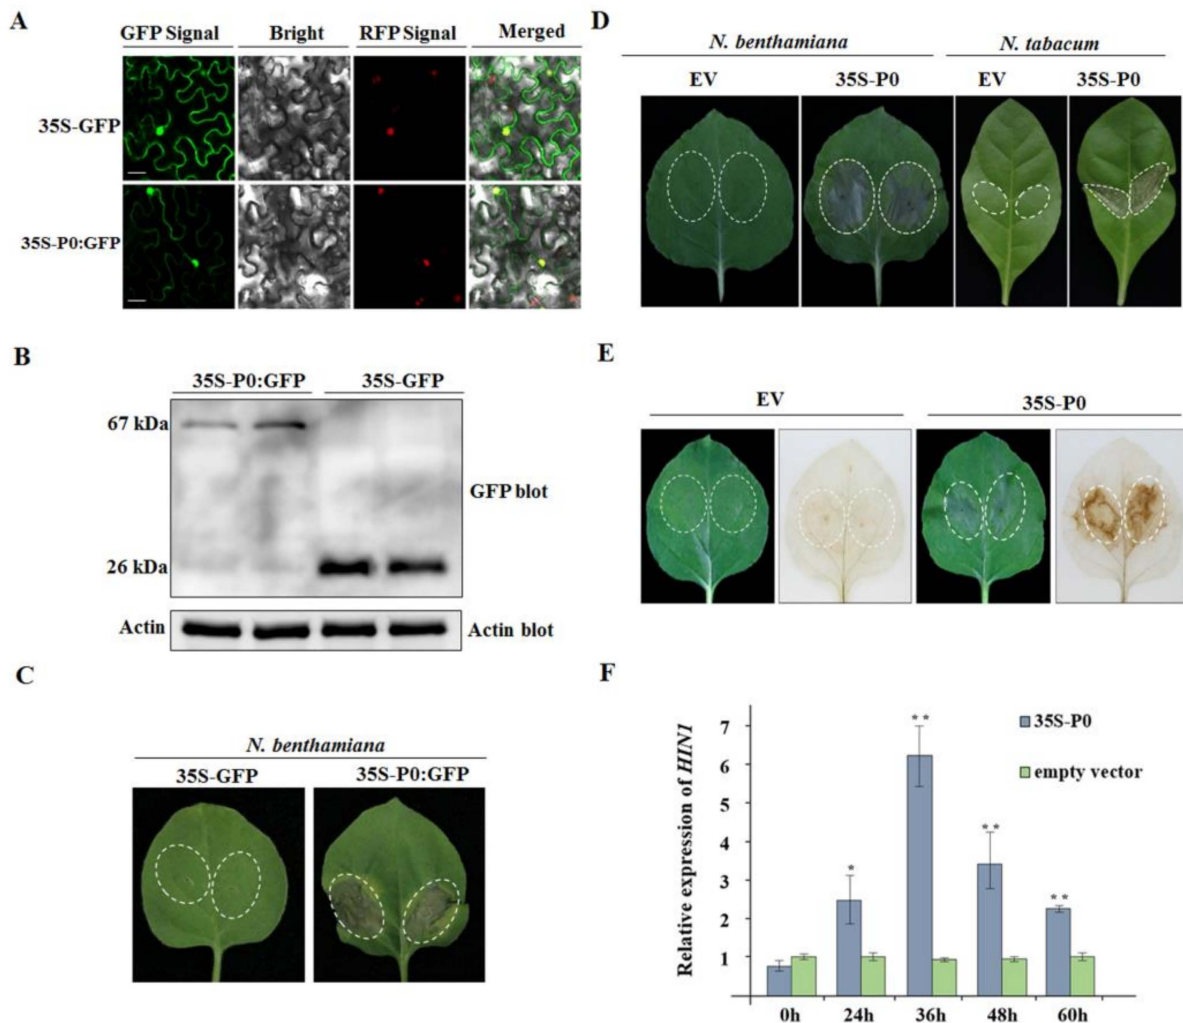 A
GFP Signal Bright RFP Signal Merged
35S-GFP
35S-P0:GFP
B
35S-P0:GFP 35S-GFP
67 kDa
GFP blot
26 kDa
Actin Actin blot
C
N. benthamiana
35S-GFP 35S-P0:GFP
D
N. benthamiana N. tabacum
EV 35S-P0 EV 35S-P0
E
EV 35S-P0
F
Relative expression of HIN1
7
6
5
4
3
2
1
* ** ** **
35S-P0
empty vector
0h 24h 36h 48h 60h